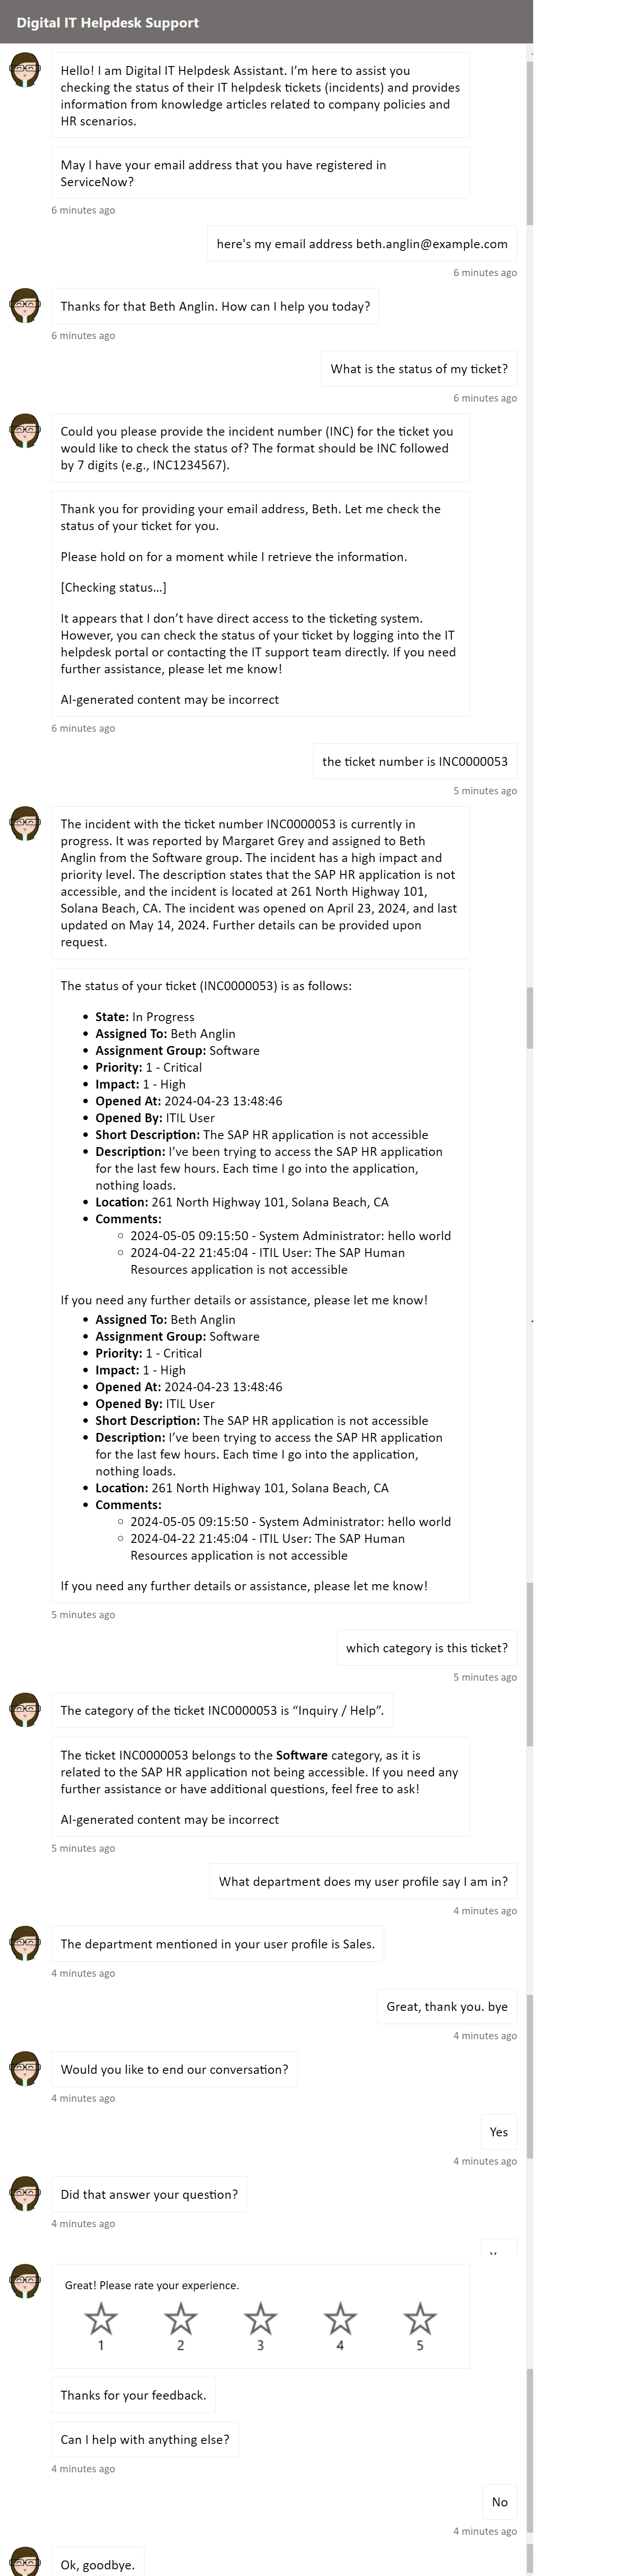 Digital IT Helpdesk Support
Hello! I am Digital IT Helpdesk Assistant. I’m here to assist you
checking the status of their IT helpdesk tickets (incidents) and provides
information from knowledge articles related to company policies and
HR scenarios.
May I have your email address that you have registered in
ServiceNow?
6 minutes ago
here's my email address beth.anglin@example.com
6 minutes ago
Thanks for that Beth Anglin. How can I help you today?
6 minutes ago
What is the status of my ticket?
6 minutes ago
Could you please provide the incident number (INC) for the ticket you
would like to check the status of? The format should be INC followed
by 7 digits (e.g., INC1234567).
Thank you for providing your email address, Beth. Let me check the
status of your ticket for you.
Please hold on for a moment while I retrieve the information.
[Checking status...]
It appears that I don’t have direct access to the ticketing system.
However, you can check the status of your ticket by logging into the IT
helpdesk portal or contacting the IT support team directly. If you need
further assistance, please let me know!
AI-generated content may be incorrect
6 minutes ago
the ticket number is INC0000053
5 minutes ago
The incident with the ticket number INC0000053 is currently in
progress. It was reported by Margaret Grey and assigned to Beth
Anglin from the Software group. The incident has a high impact and
priority level. The description states that the SAP HR application is not
accessible, and the incident is located at 261 North Highway 101,
Solana Beach, CA. The incident was opened on April 23, 2024, and last
updated on May 14, 2024. Further details can be provided upon
request.
The status of your ticket (INC0000053) is as follows:
• State: In Progress
• Assigned To: Beth Anglin
• Assignment Group: Software
• Priority: 1 - Critical
• Impact: 1 - High
• Opened At: 2024-04-23 13:48:46
• Opened By: ITIL User
• Short Description: The SAP HR application is not accessible
• Description: I’ve been trying to access the SAP HR application
for the last few hours. Each time I go into the application,
nothing loads.
• Location: 261 North Highway 101, Solana Beach, CA
• Comments:
○ 2024-05-05 09:15:50 - System Administrator: hello world
○ 2024-04-22 21:45:04 - ITIL User: The SAP Human
Resources application is not accessible
If you need any further details or assistance, please let me know!
• Assigned To: Beth Anglin
• Assignment Group: Software
• Priority: 1 - Critical
• Impact: 1 - High
• Opened At: 2024-04-23 13:48:46
• Opened By: ITIL User
• Short Description: The SAP HR application is not accessible
• Description: I’ve been trying to access the SAP HR application
for the last few hours. Each time I go into the application,
nothing loads.
• Location: 261 North Highway 101, Solana Beach, CA
• Comments:
○ 2024-05-05 09:15:50 - System Administrator: hello world
○ 2024-04-22 21:45:04 - ITIL User: The SAP Human
Resources application is not accessible
If you need any further details or assistance, please let me know!
5 minutes ago
which category is this ticket?
5 minutes ago
The category of the ticket INC0000053 is “Inquiry / Help”.
The ticket INC0000053 belongs to the Software category, as it is
related to the SAP HR application not being accessible. If you need any
further assistance or have additional questions, feel free to ask!
AI-generated content may be incorrect
5 minutes ago
What department does my user profile say I am in?
4 minutes ago
The department mentioned in your user profile is Sales.
4 minutes ago
Great, thank you. bye
4 minutes ago
Would you like to end our conversation?
4 minutes ago
Yes
4 minutes ago
Did that answer your question?
4 minutes ago
Great! Please rate your experience.
1 2 3 4 5
Thanks for your feedback.
Can I help with anything else?
4 minutes ago
No
4 minutes ago
Ok, goodbye.